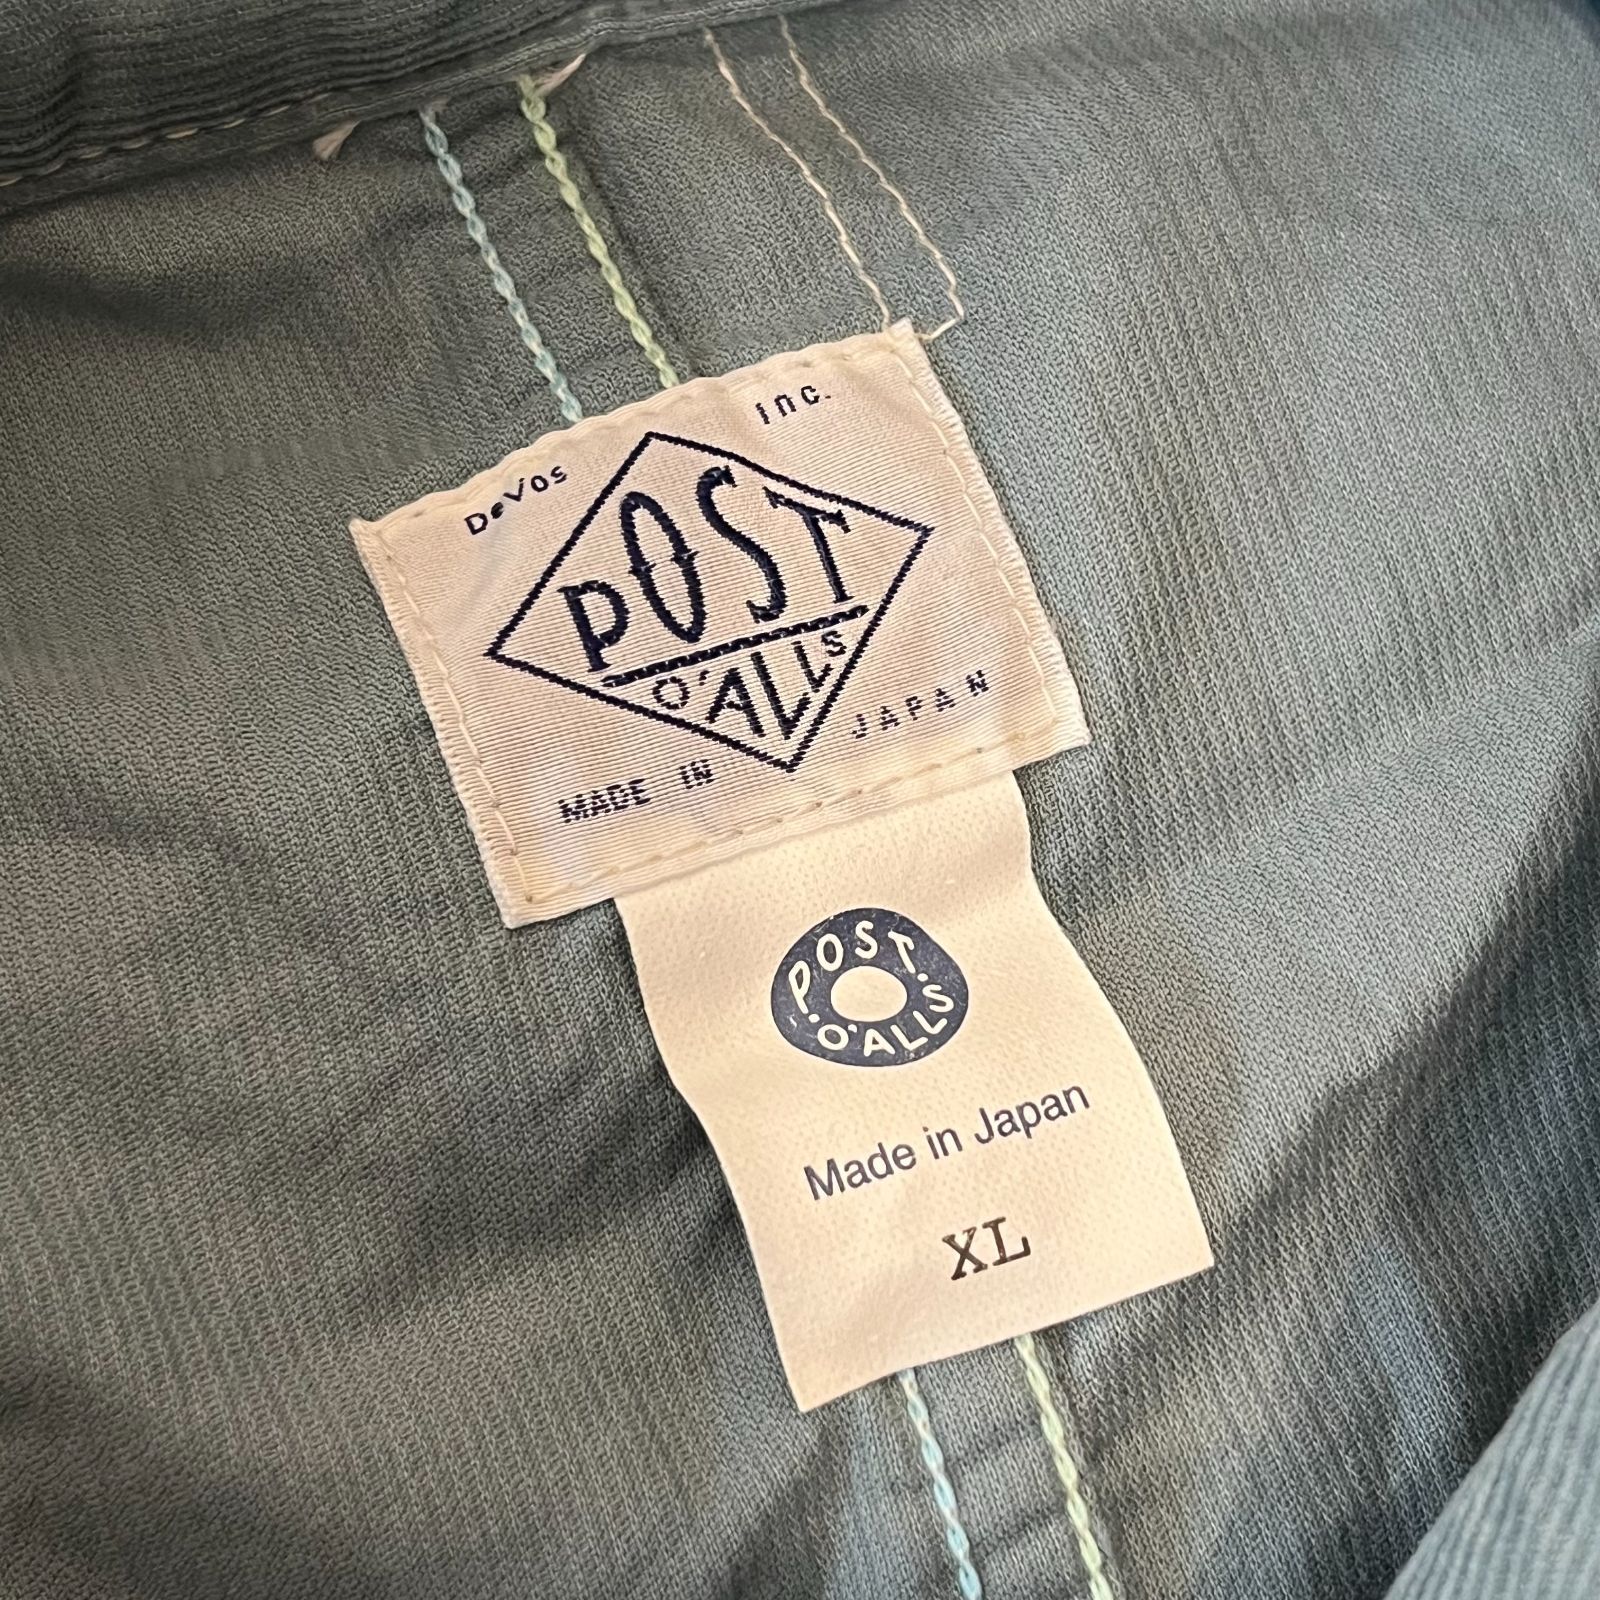 DeVos Inc.
POST
O'ALLS
MADE IN JAPAN
POST.
O'ALLS.
Made in Japan
XL